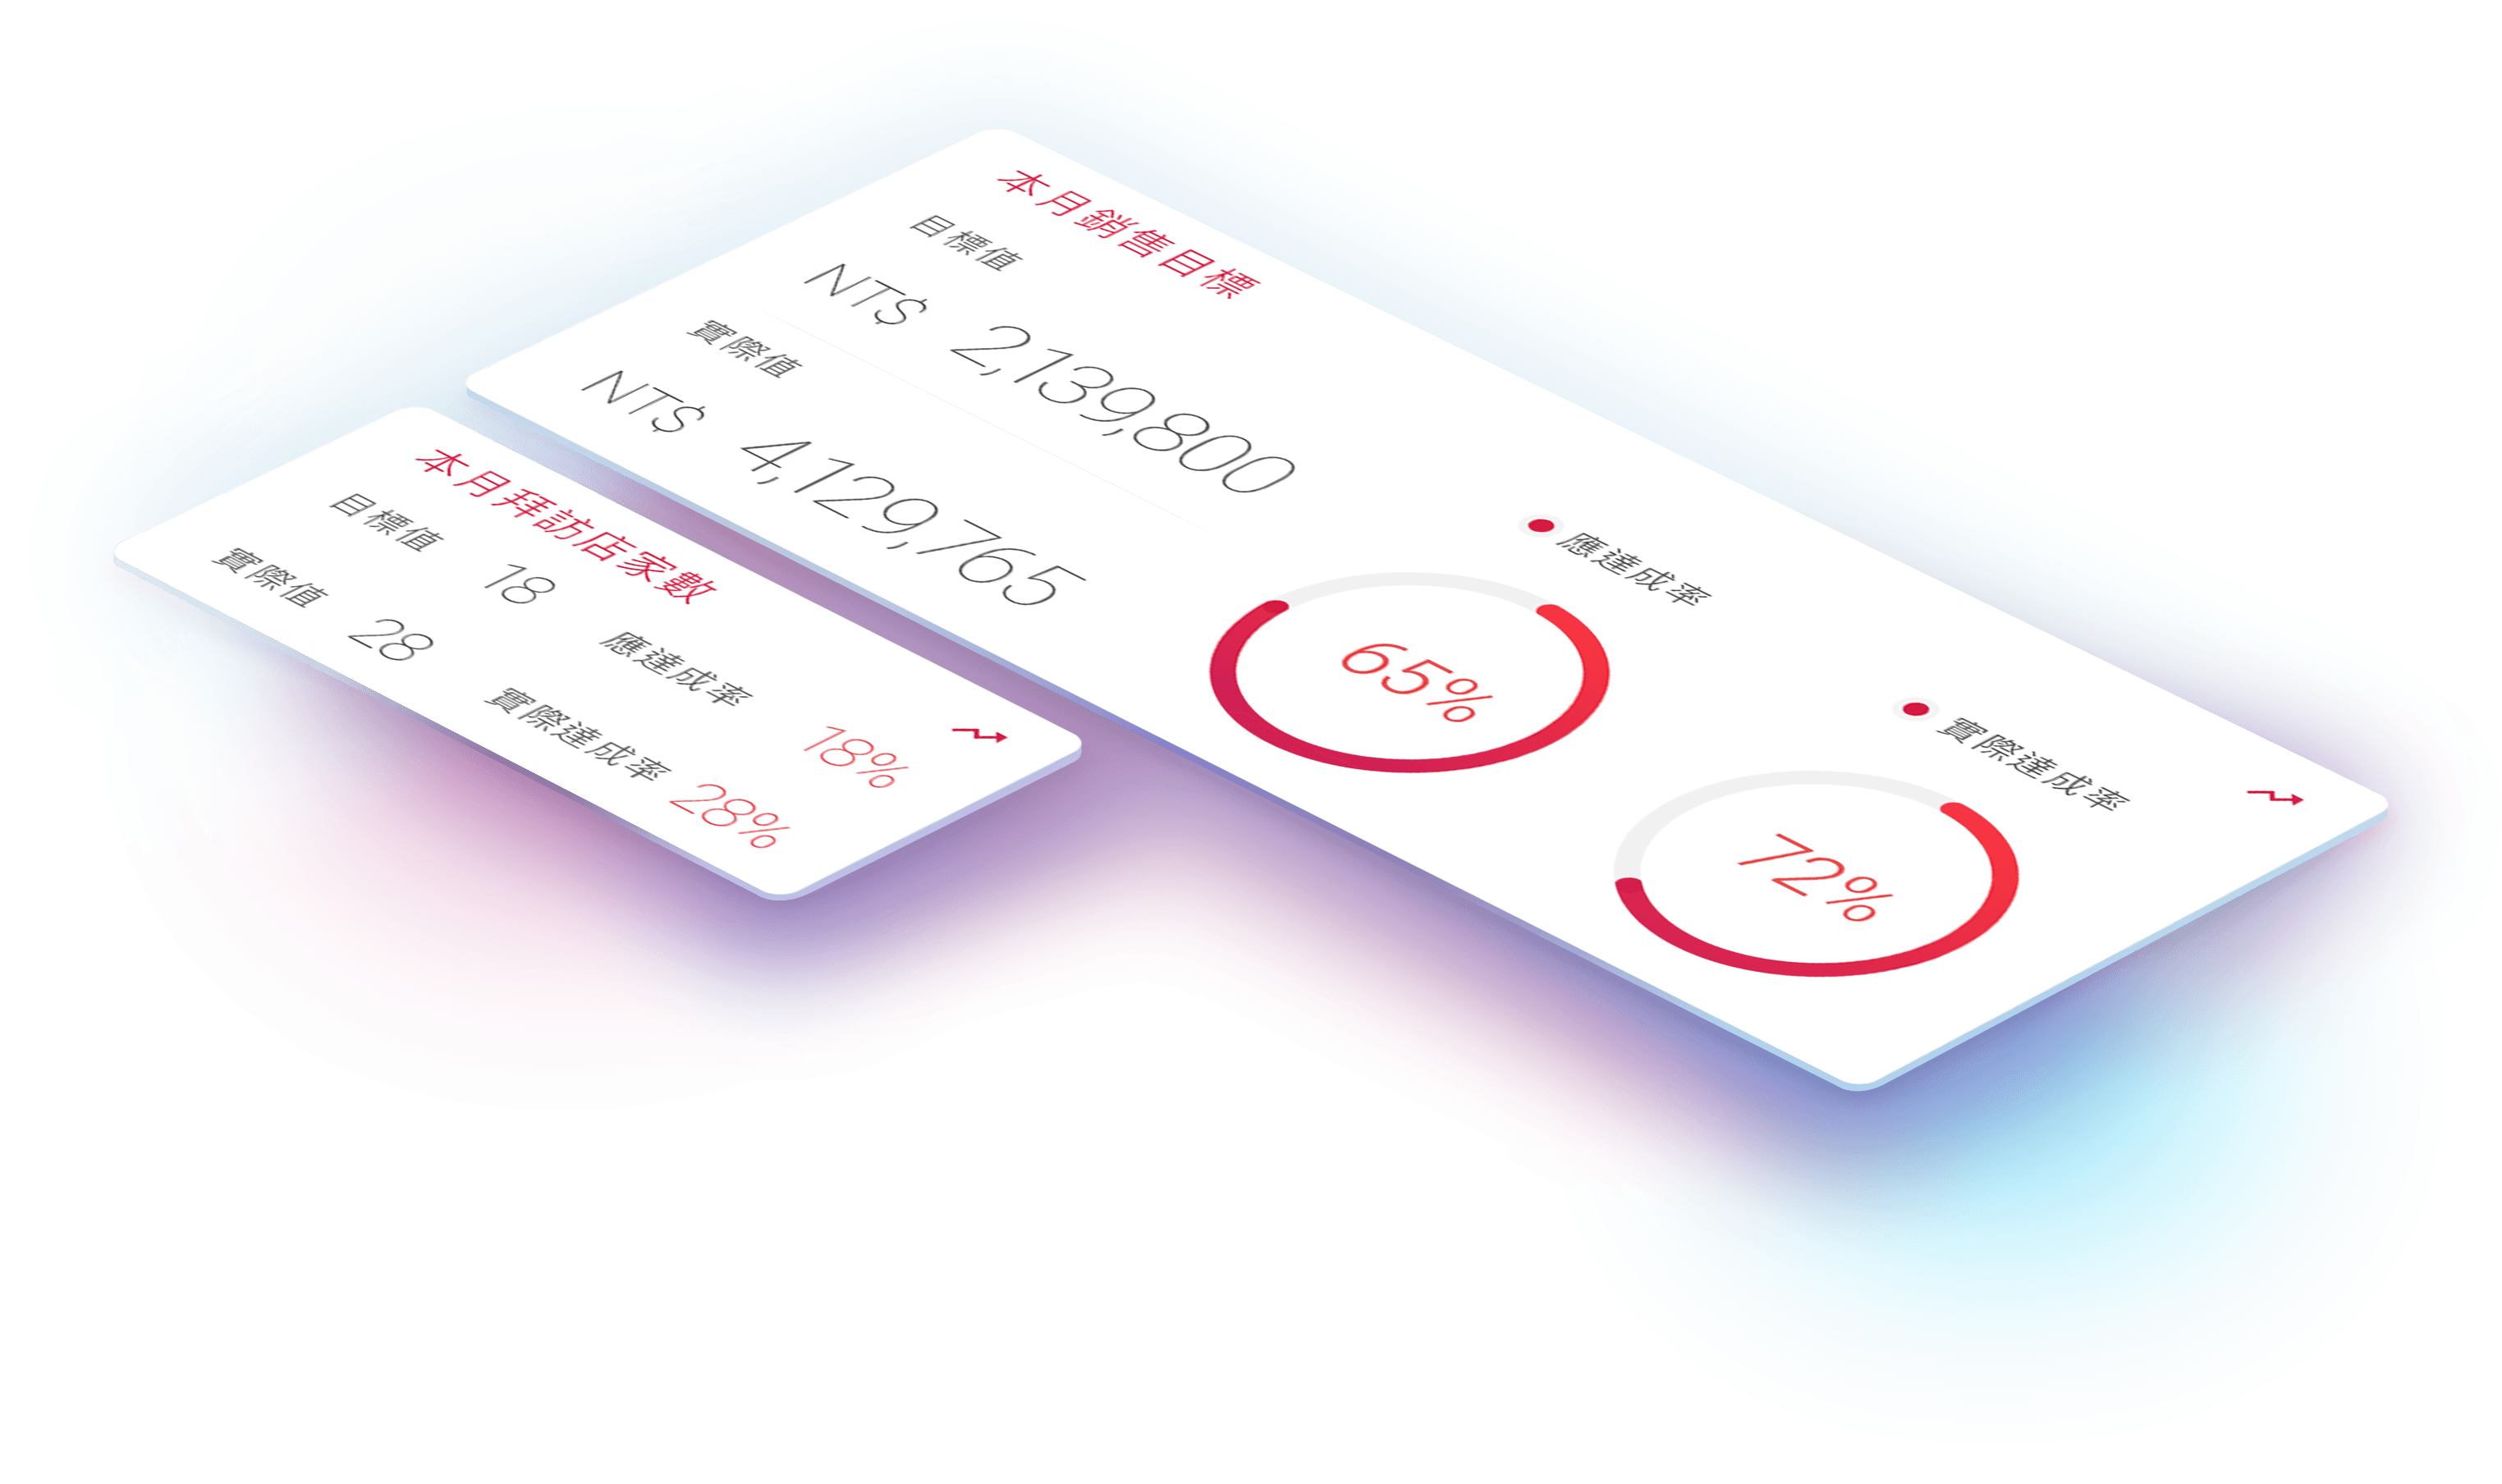 本月銷售目標
目標值
NT$ 2,139,800
實際值
NT$ 4,129,765
應達成率
65%
實際達成率
72%
本月拜訪店家數
目標值 18
實際值 28
應達成率 18%
實際達成率 28%